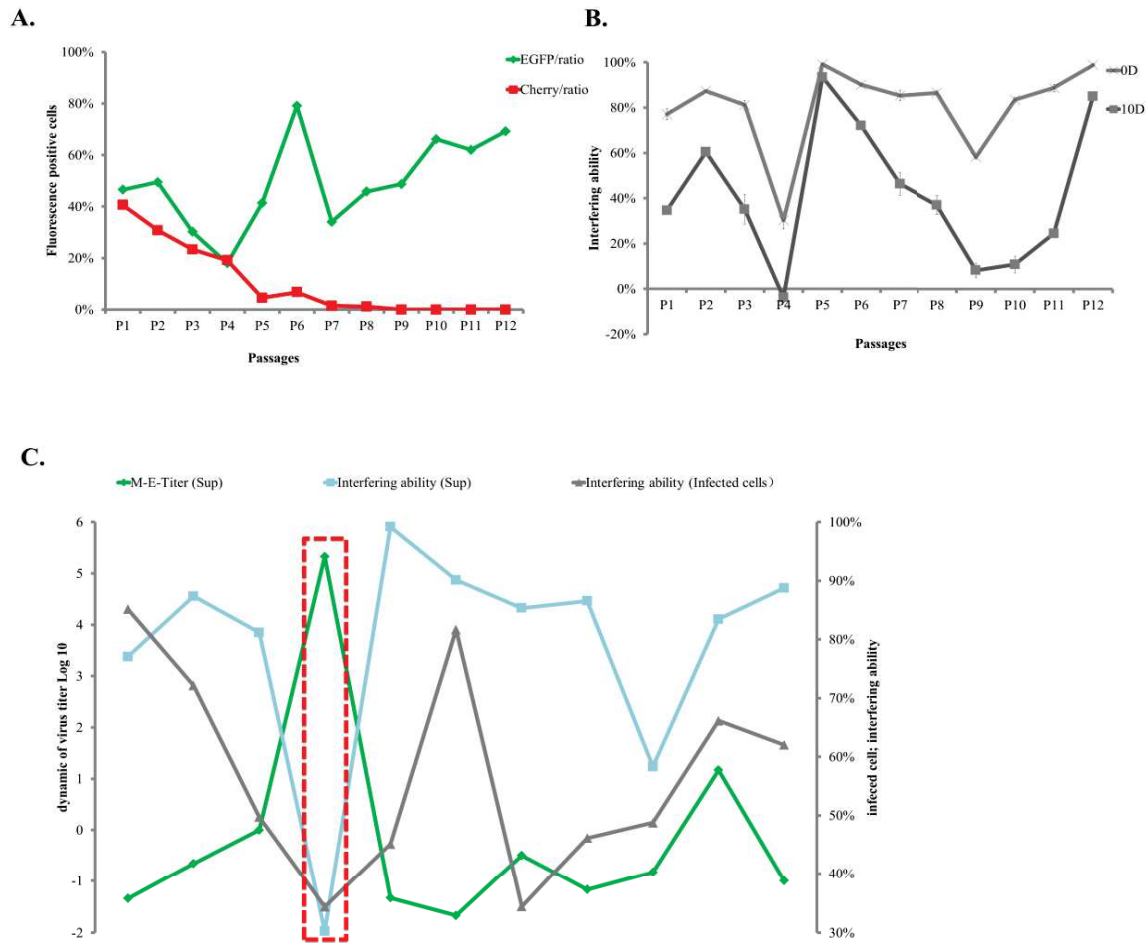 A.
100%
80%
60%
40%
20%
0%
Fluorescence positive cells
EGFP/ratio
Cherry/ratio
P1 P2 P3 P4 P5 P6 P7 P8 P9 P10 P11 P12
Passages
B.
100%
80%
60%
40%
20%
0%
-20%
Interfering ability
0D
10D
P1 P2 P3 P4 P5 P6 P7 P8 P9 P10 P11 P12
Passages
C.
M-E-Titer (Sup)
Interfering ability (Sup)
Interfering ability (Infected cells)
6
5
4
3
2
1
0
-1
-2
dynamic of virus titer Log 10
100%
90%
80%
70%
60%
50%
40%
30%
infeced cell; interfering ability